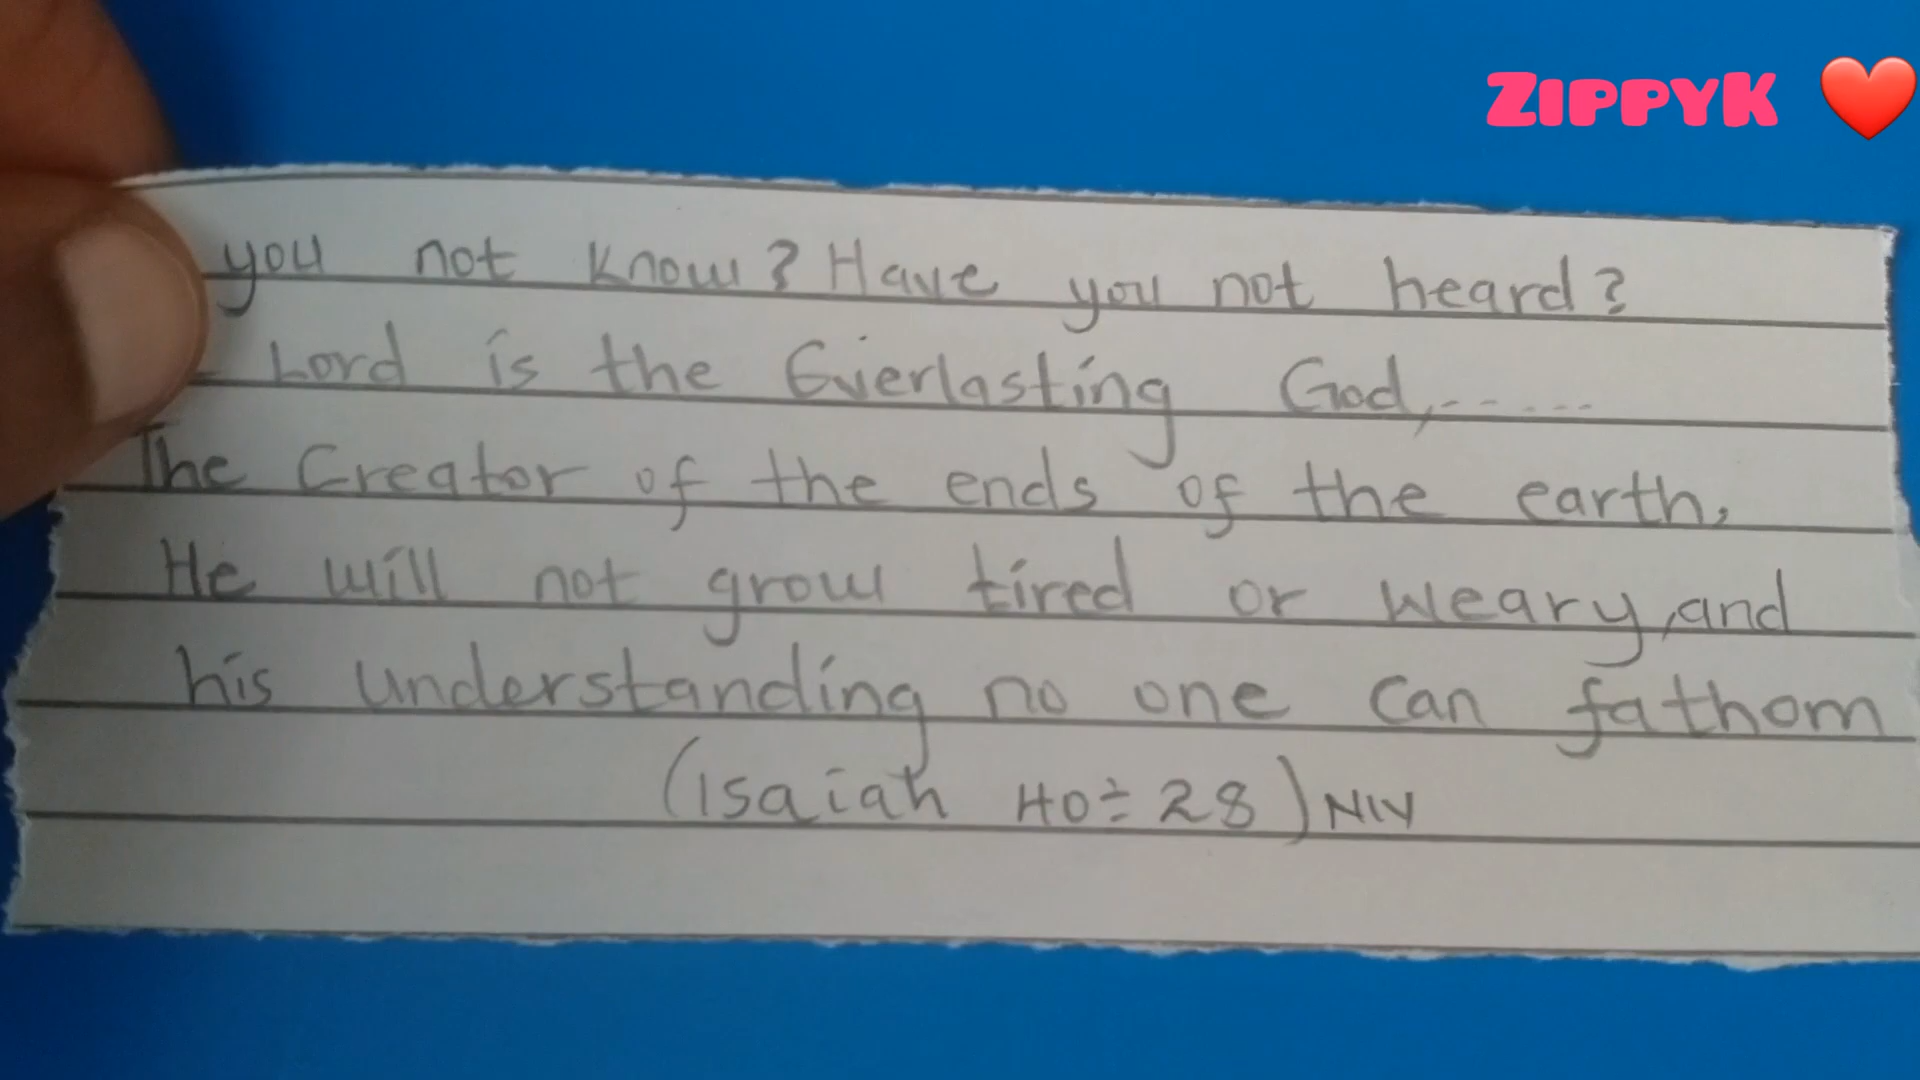 ZIPPYK ❤️
you not know? Have you not heard?
Lord is the Everlasting God,.......
The Creator of the ends of the earth,
He will not grow tired or weary, and
his understanding no one can fathom
(Isaiah 40:28) NIV